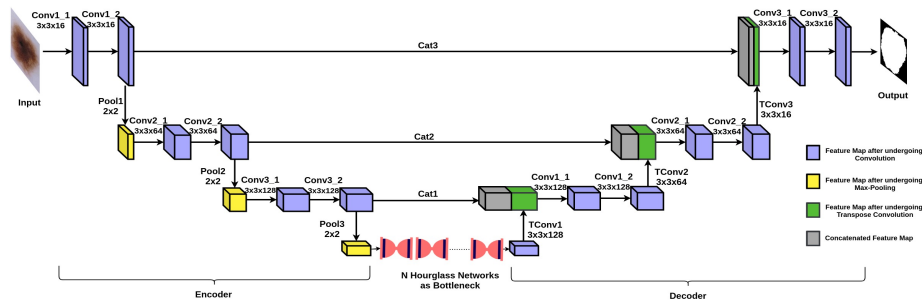 Conv1_1
3x3x16
Conv1_2
3x3x16
Input
Cat3
Conv3_1
3x3x16
Conv3_2
3x3x16
Output
Pool1
2x2
TConv3
3x3x16
Conv2_1
3x3x64
Conv2_2
3x3x64
Cat2
Conv2_1
3x3x64
Conv2_2
3x3x64
Pool2
2x2
TConv2
3x3x64
Conv3_1
3x3x128
Conv3_2
3x3x128
Cat1
Conv1_1
3x3x128
Conv1_2
3x3x128
Pool3
2x2
TConv1
3x3x128
N Hourglass Networks
as Bottleneck
Encoder
Decoder
Feature Map after undergoing
Convolution
Feature Map after undergoing
Max-Pooling
Feature Map after undergoing
Transpose Convolution
Concatenated Feature Map